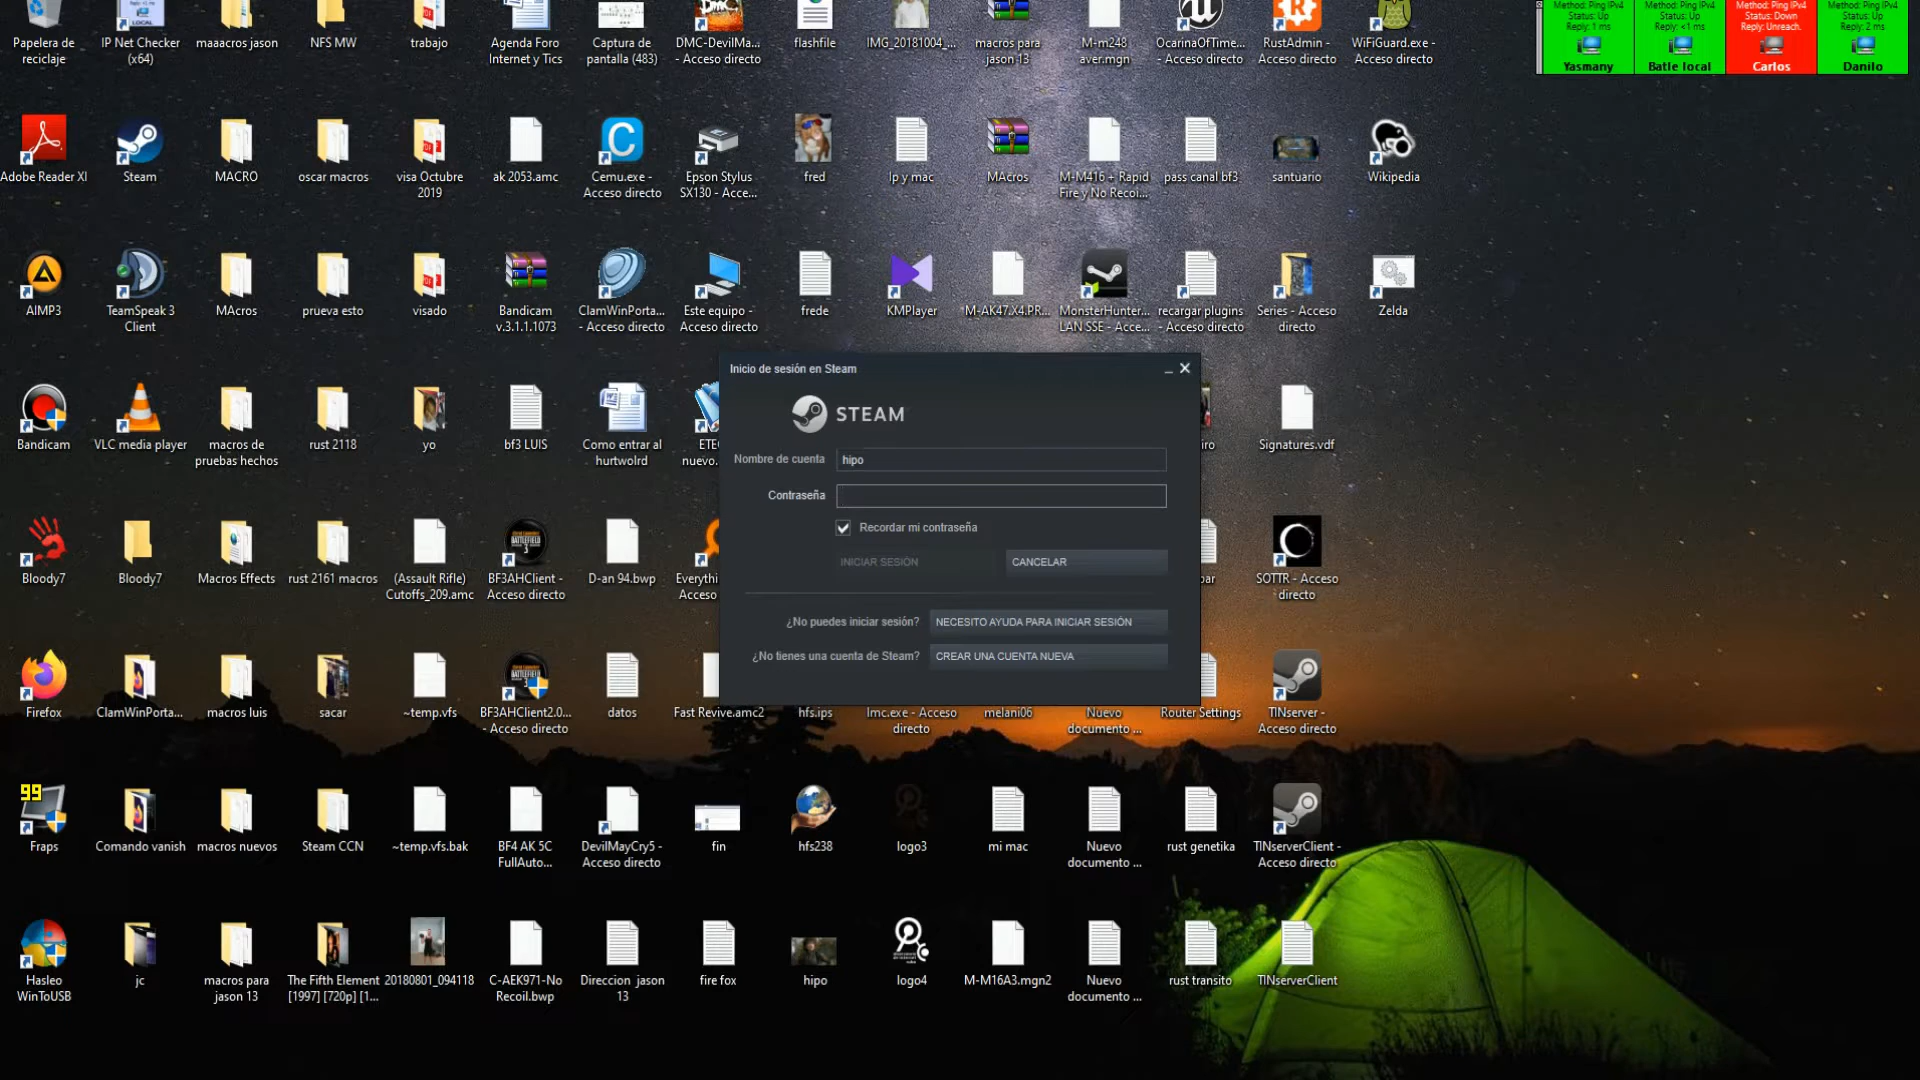 Papelera de
reciclaje
IP Net Checker
(x64)
maaacros jason
NFS MW
trabajo
Agenda Foro
Internet y Tics
Captura de
pantalla (483)
DMC-DevilMa...
- Acceso directo
flashfile
IMG_20181004_...
macros para
jason 13
M-m248
aver.mgn
OcarinaOfTime...
- Acceso directo
RustAdmin -
Acceso directo
WiFiGuard.exe -
Acceso directo
Method: Ping IPv4
Status: Up
Reply: 1 ms
Yasmany
Method: Ping IPv4
Status: Up
Reply: <1 ms
Batle local
Method: Ping IPv4
Status: Down
Reply: Unreach.
Carlos
Method: Ping IPv4
Status: Up
Reply: 2 ms
Danilo
Adobe Reader XI
Steam
MACRO
oscar macros
visa Octubre
2019
ak 2053.amc
Cemu.exe -
Acceso directo
Epson Stylus
SX130 - Acce...
fred
Ip y mac
MAcros
M-M416 + Rapid
Fire y No Recoi...
pass canal bf3
santuario
Wikipedia
AIMP3
TeamSpeak 3
Client
MAcros
prueva esto
visado
Bandicam
v.3.1.1.1073
ClamWinPorta...
- Acceso directo
Este equipo -
Acceso directo
frede
KMPlayer
M-AK47.X4.PR...
MonsterHunter...
LAN SSE - Acce...
recargar plugins
- Acceso directo
Series - Acceso
directo
Zelda
Bandicam
VLC media player
macros de
pruebas hechos
rust 2118
yo
bf3 LUIS
Como entrar al
hurtwolrd
nuevo.
Signatures.vdf
Inicio de sesión en Steam
STEAM
Nombre de cuenta
hipo
Contraseña
Recordar mi contraseña
INICIAR SESIÓN
CANCELAR
¿No puedes iniciar sesión?
NECESITO AYUDA PARA INICIAR SESIÓN
¿No tienes una cuenta de Steam?
CREAR UNA CUENTA NUEVA
Bloody7
Bloody7
Macros Effects
rust 2161 macros
(Assault Rifle)
Cutoffs_209.amc
BF3AHClient -
Acceso directo
D-an 94.bwp
Everythi
Acceso
SOTTR - Acceso
directo
Firefox
ClamWinPorta...
macros luis
sacar
~temp.vfs
BF3AHClient2.0...
- Acceso directo
datos
Fast Revive.amc2
hfs.ips
lmc.exe - Acceso
directo
melani06
Nuevo
documento ...
Router Settings
TINserver -
Acceso directo
99
Fraps
Comando vanish
macros nuevos
Steam CCN
~temp.vfs.bak
BF4 AK 5C
FullAuto...
DevilMayCry5 -
Acceso directo
fin
hfs238
logo3
mi mac
Nuevo
documento ...
rust genetika
TINserverClient -
Acceso directo
Hasleo
WinToUSB
jc
macros para
jason 13
The Fifth Element
[1997] [720p] [1...
20180801_094118
C-AEK971-No
Recoil.bwp
Direccion jason
13
fire fox
hipo
logo4
M-M16A3.mgn2
Nuevo
documento ...
rust transito
TINserverClient